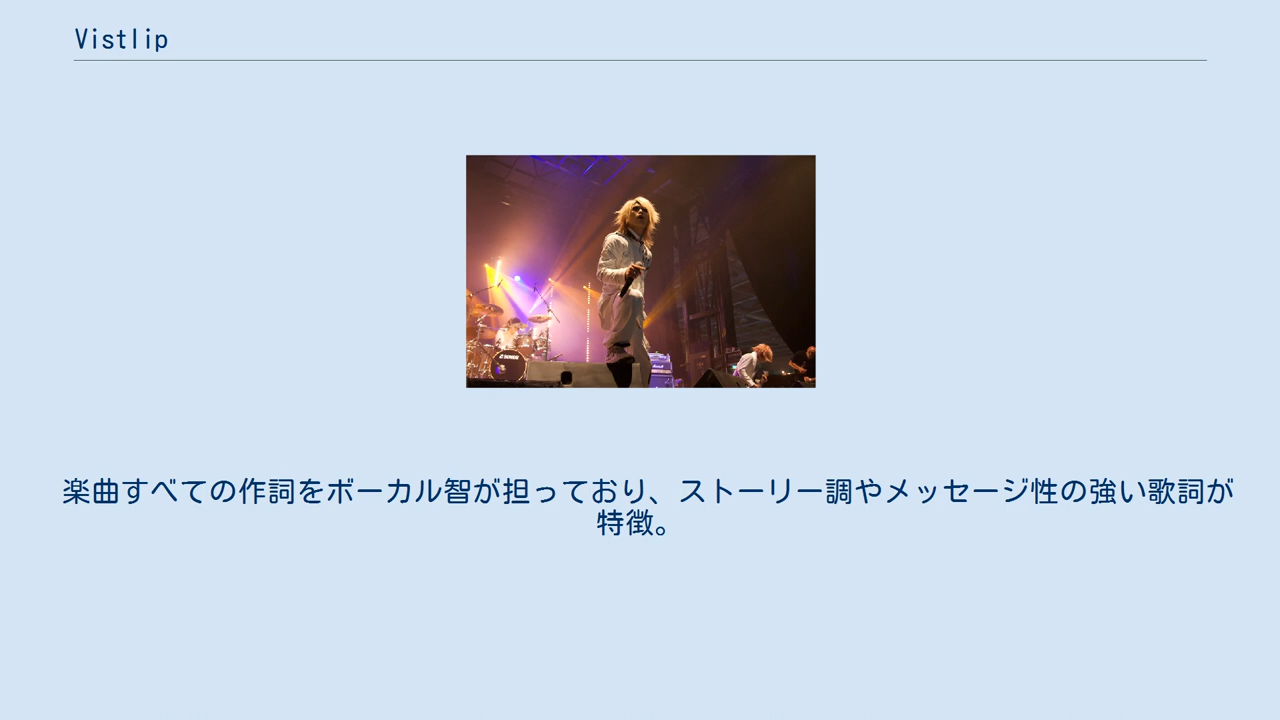 Vistlip
楽曲すべての作詞をボーカル智が担っており、ストーリー調やメッセージ性の強い歌詞が
特徴。